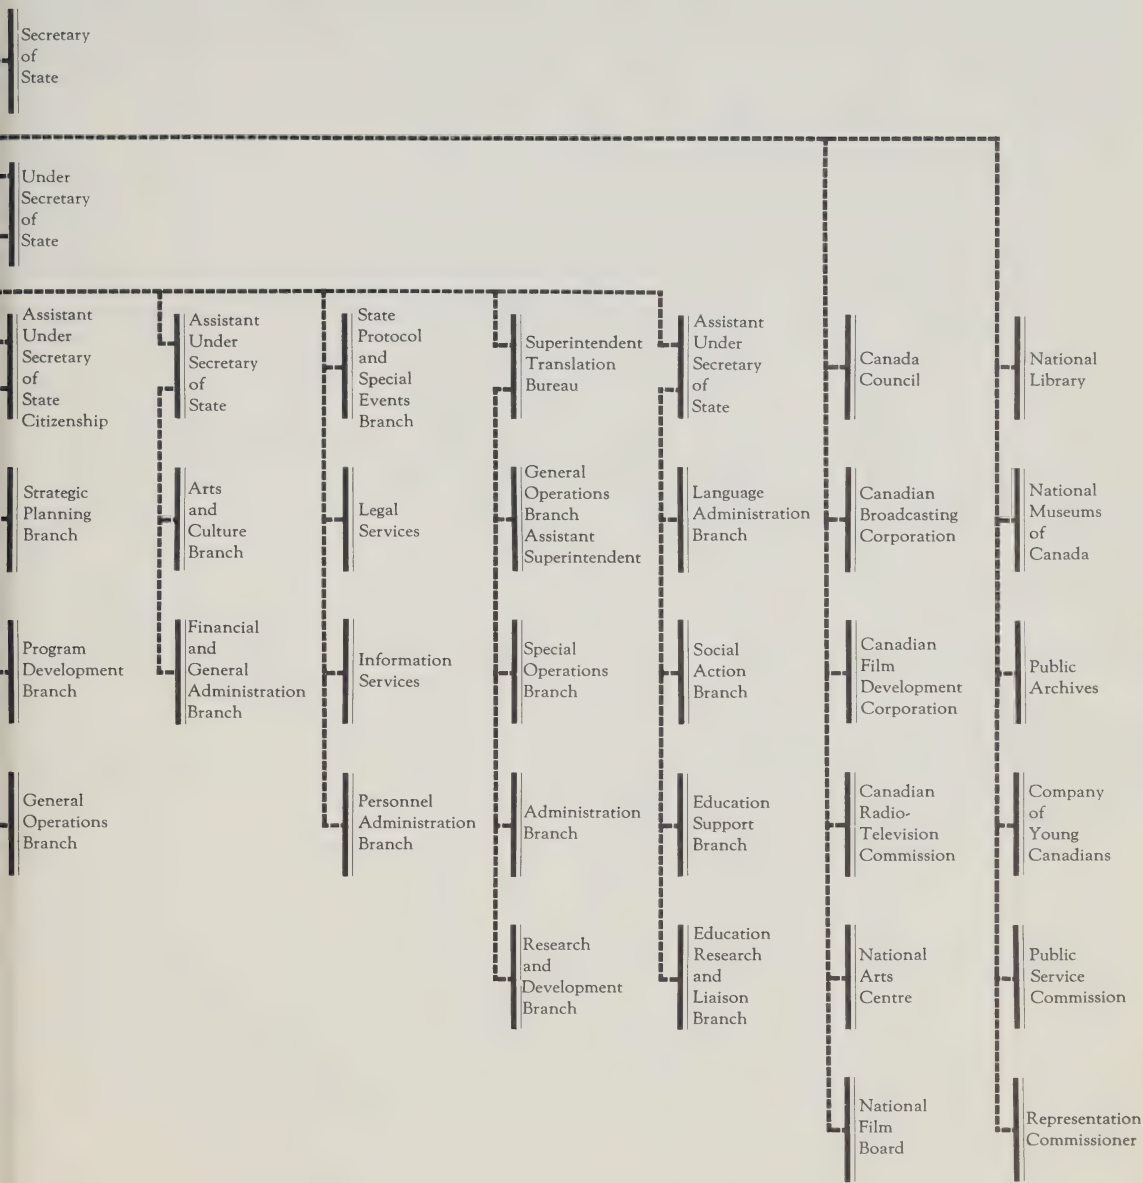 Secretary
of
State
Under
Secretary
of
State
Assistant
Under
Secretary
of
State
Citizenship
Strategic
Planning
Branch
Program
Development
Branch
General
Operations
Branch
Assistant
Under
Secretary
of
State
Arts
and
Culture
Branch
Financial
and
General
Administration
Branch
State
Protocol
and
Special
Events
Branch
Legal
Services
Information
Services
Personnel
Administration
Branch
Superintendent
Translation
Bureau
General
Operations
Branch
Assistant
Superintendent
Special
Operations
Branch
Administration
Branch
Research
and
Development
Branch
Assistant
Under
Secretary
of
State
Language
Administration
Branch
Social
Action
Branch
Education
Support
Branch
Education
Research
and
Liaison
Branch
Canada
Council
Canadian
Broadcasting
Corporation
Canadian
Film
Development
Corporation
Canadian
Radio-
Television
Commission
National
Arts
Centre
National
Film
Board
National
Library
National
Museums
of
Canada
Public
Archives
Company
of
Young
Canadians
Public
Service
Commission
Representation
Commissioner